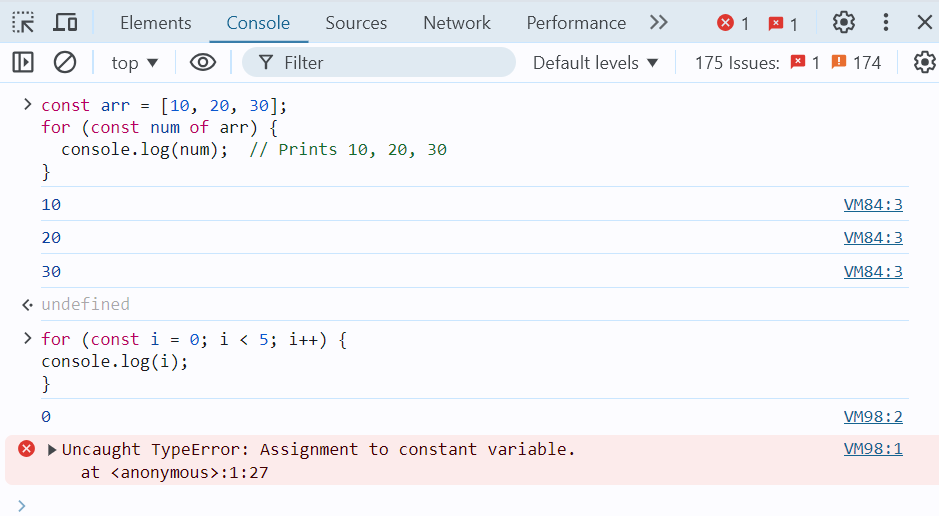 Elements Console Sources Network Performance 1 1
top Filter Default levels 175 Issues: 1 174
const arr = [10, 20, 30];
for (const num of arr) {
  console.log(num);  // Prints 10, 20, 30
}
10 VM84:3
20 VM84:3
30 VM84:3
undefined
for (const i = 0; i < 5; i++) {
console.log(i);
}
0 VM98:2
Uncaught TypeError: Assignment to constant variable. VM98:1
    at <anonymous>:1:27